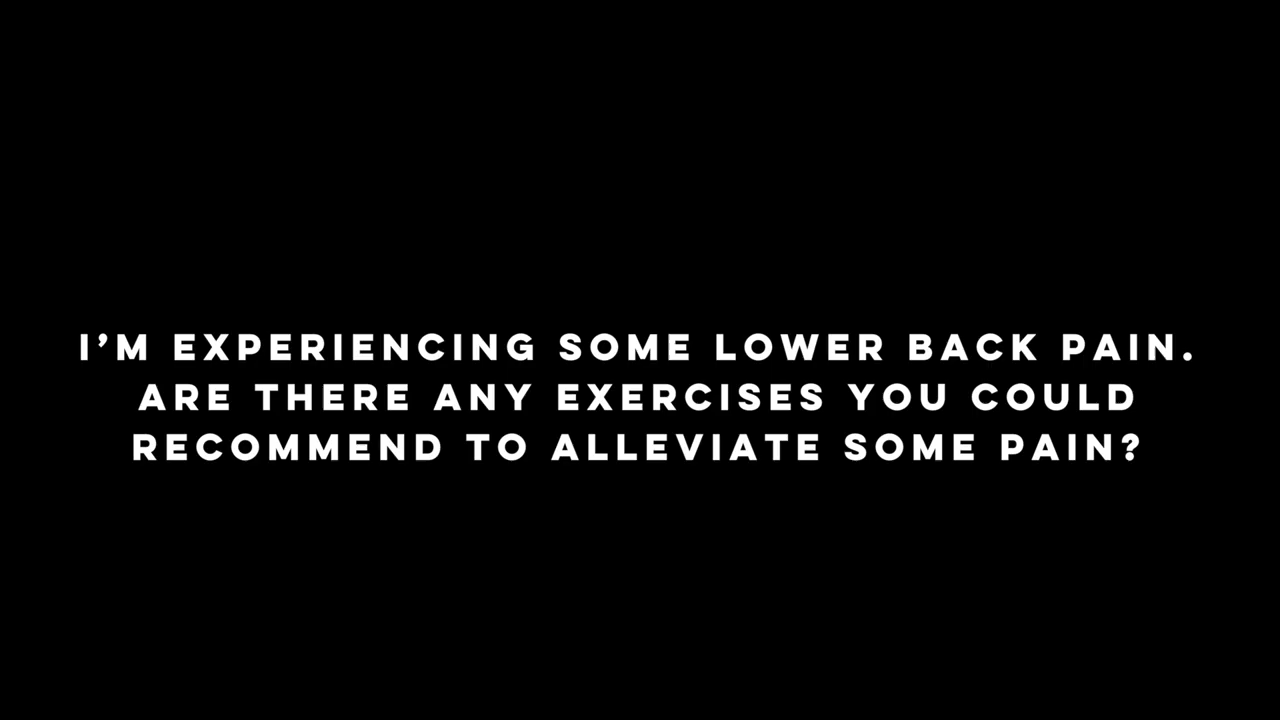 I'M EXPERIENCING SOME LOWER BACK PAIN.
ARE THERE ANY EXERCISES YOU COULD
RECOMMEND TO ALLEVIATE SOME PAIN?